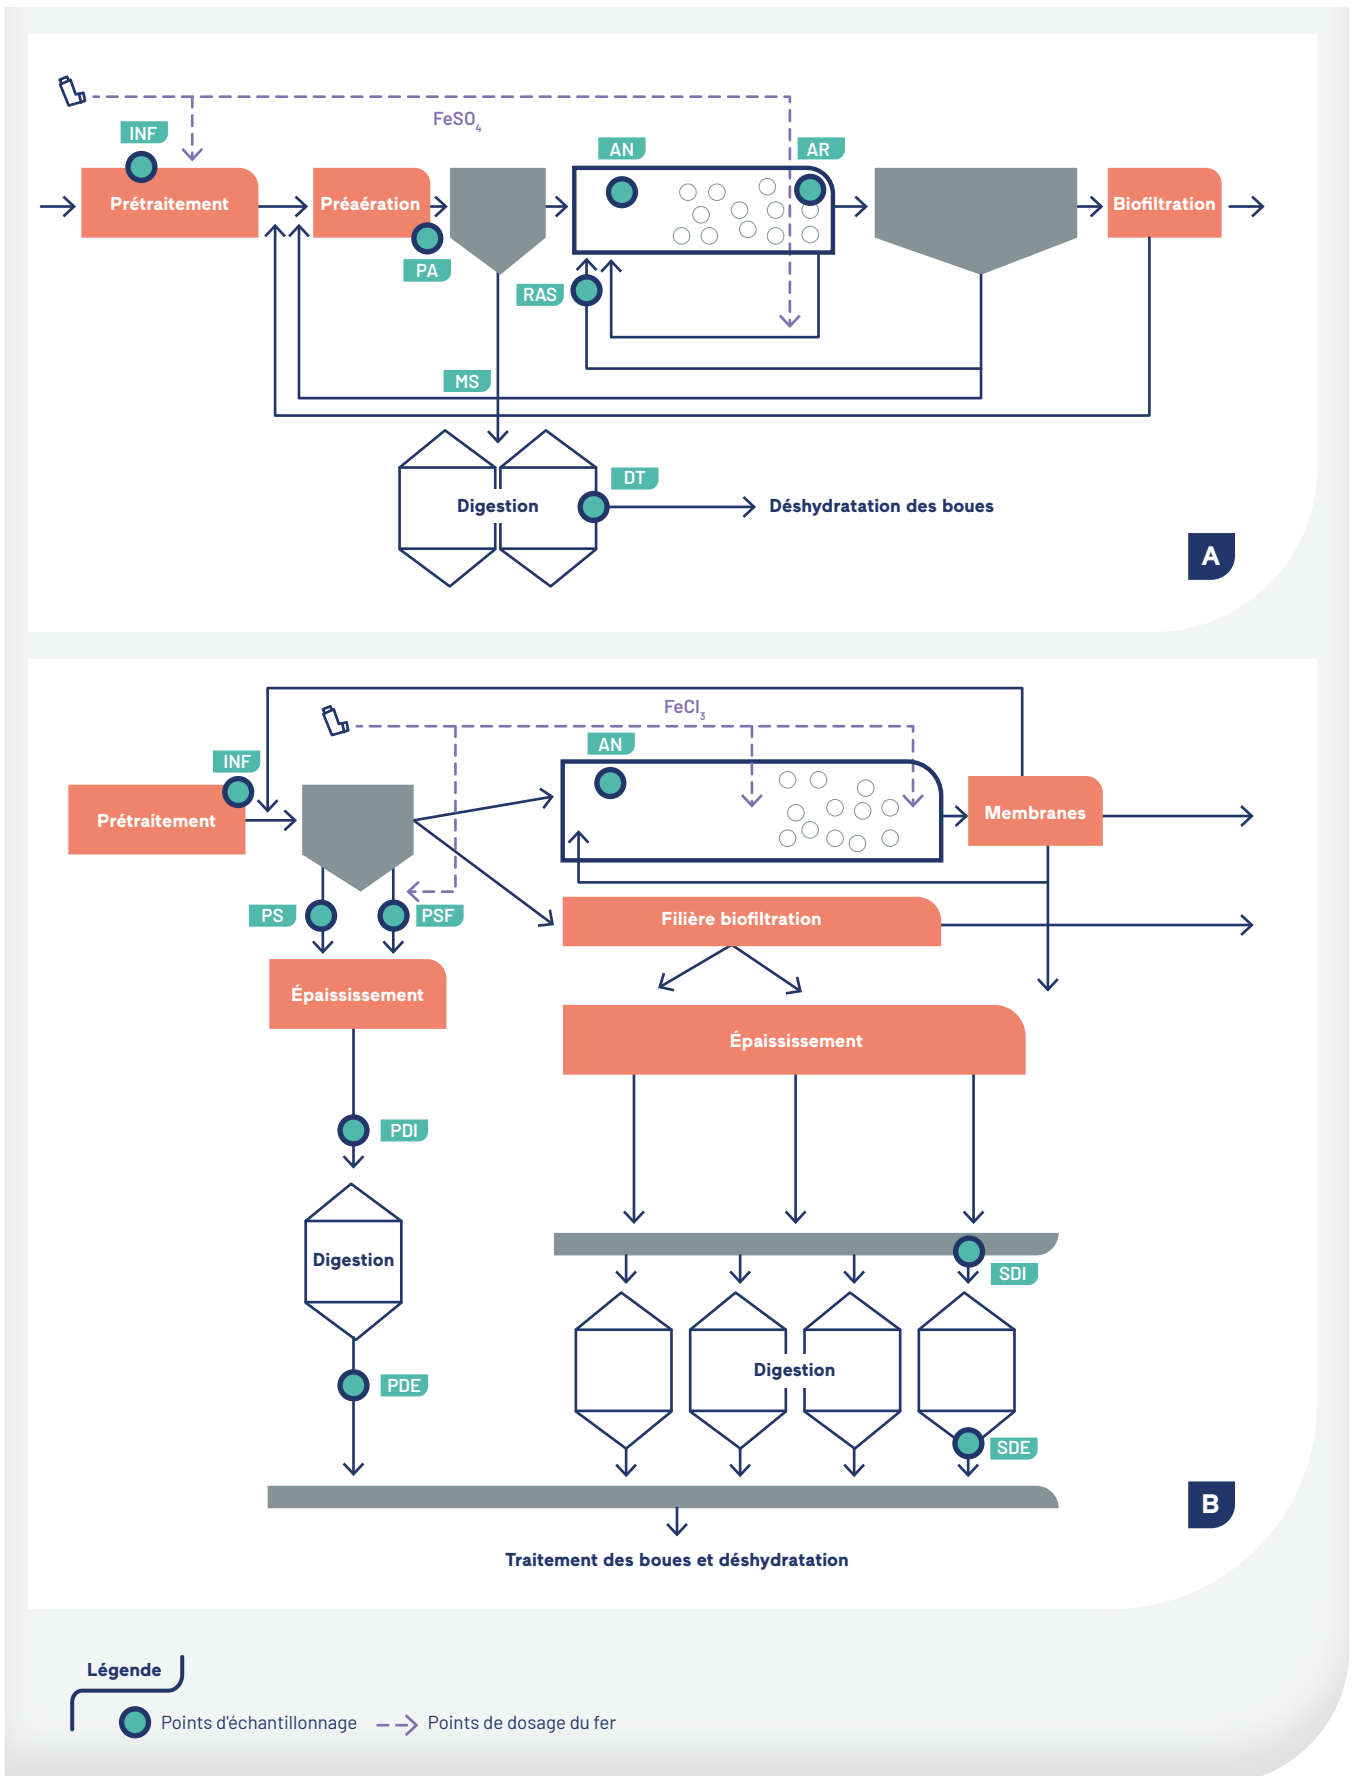 FeSO4
INF
AN
AR
Prétraitement
Préaération
Biofiltration
PA
RAS
MS
DT
Digestion
Déshydratation des boues
A
FeCl3
AN
INF
Prétraitement
Membranes
PS
PSF
Filière biofiltration
Épaississement
Épaississement
PDI
Digestion
SDI
Digestion
PDE
SDE
B
Traitement des boues et déshydratation
Légende
Points d'échantillonnage
Points de dosage du fer